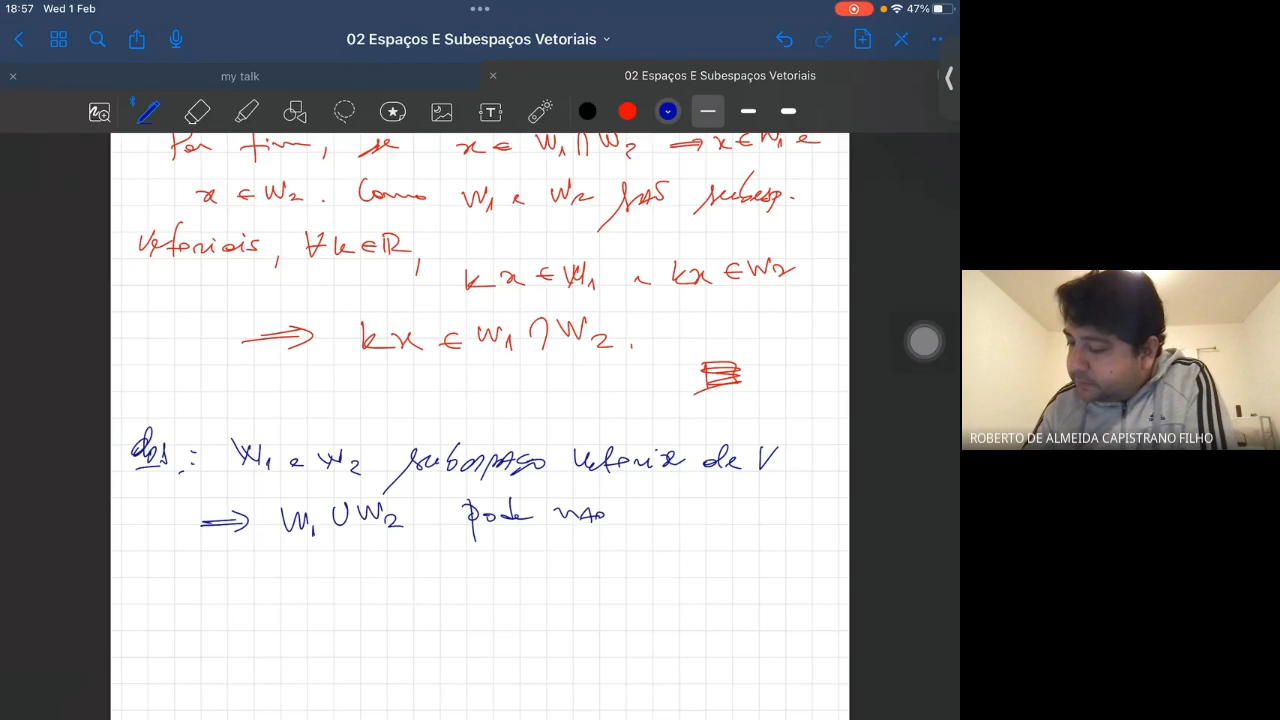 18:57 Wed 1 Feb
47%
02 Espaços E Subespaços Vetoriais
my talk
02 Espaços E Subespaços Vetoriais
Por fim, se x ∈ W₁ ∩ W₂ ⟹ x ∈ W₁ e
x ∈ W₂. Como W₁ e W₂ são subesp.
vetoriais, ∀k∈ℝ,
kx ∈ W₁ e kx ∈ W₂
⟹ kx ∈ W₁ ∩ W₂.
Obs.: W₁ e W₂ subespaço vetoriais de V
⟹ W₁ ∪ W₂ pode não
ROBERTO DE ALMEIDA CAPISTRANO FILHO